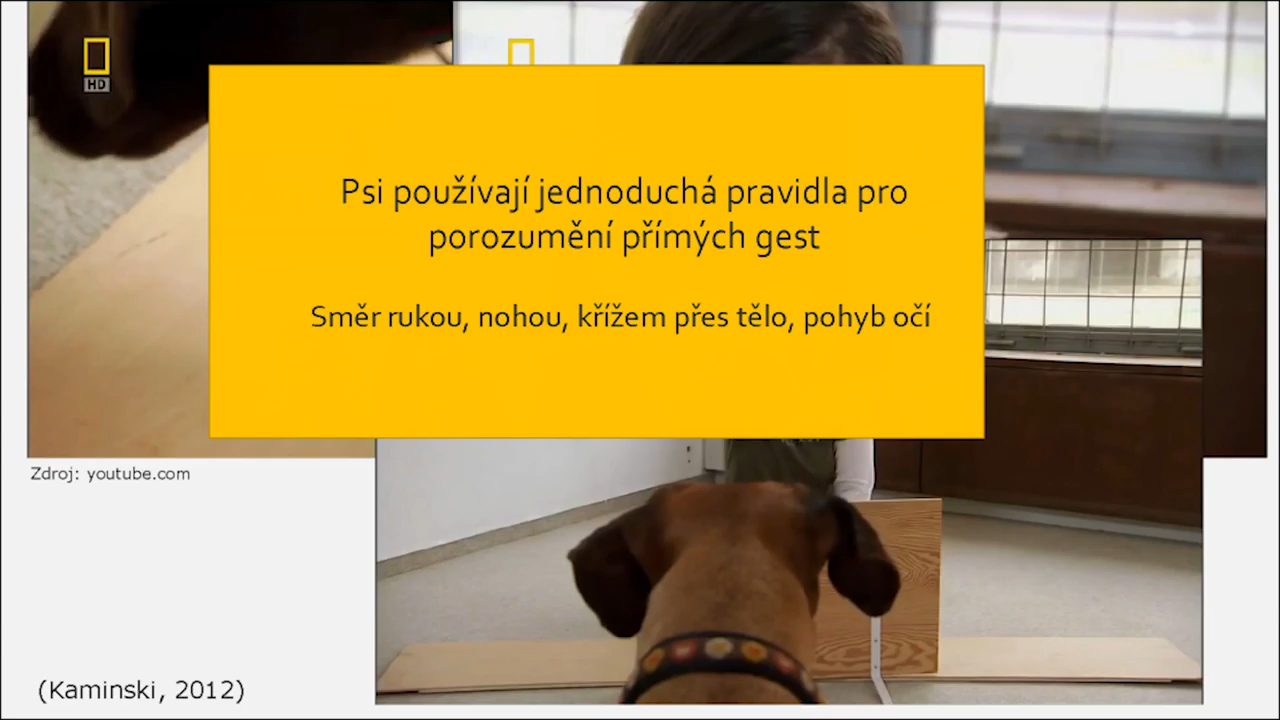 HD
Psi používají jednoduchá pravidla pro
porozumění přímých gest
Směr rukou, nohou, křížem přes tělo, pohyb očí
Zdroj: youtube.com
(Kaminski, 2012)